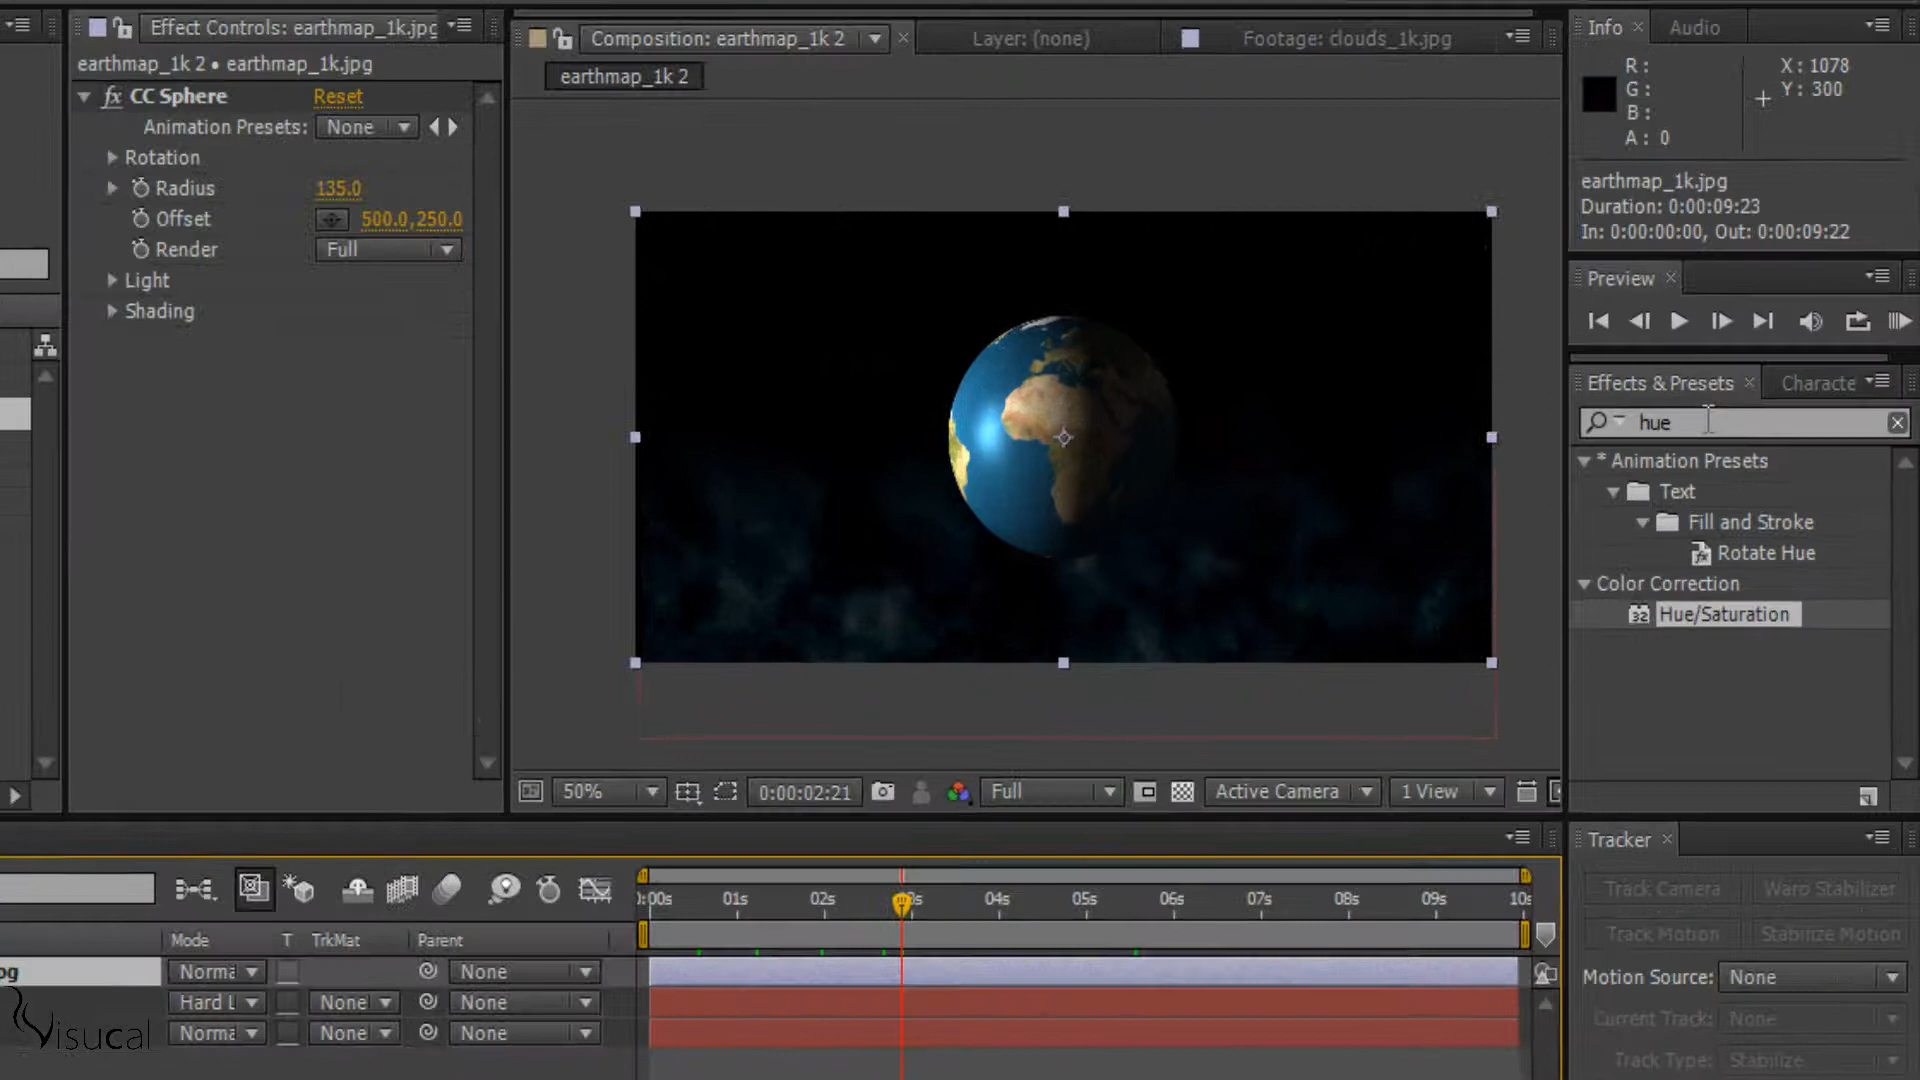 Effect Controls: earthmap_1k.jpg
earthmap_1k 2 • earthmap_1k.jpg
fx CC Sphere Reset
Animation Presets: None
Rotation
Radius 135.0
Offset 500.0,250.0
Render Full
Light
Shading
Composition: earthmap_1k 2
Layer: (none)
Footage: clouds_1k.jpg
earthmap_1k 2
50%
0:00:02:21
Full
Active Camera
1 View
Info
Audio
R:
G:
B:
A: 0
X: 1078
Y: 300
earthmap_1k.jpg
Duration: 0:00:09:23
In: 0:00:00:00, Out: 0:00:09:22
Preview
Effects & Presets
Characte
hue
* Animation Presets
Text
Fill and Stroke
Rotate Hue
Color Correction
32 Hue/Saturation
Tracker
Track Camera Warp Stabilizer
Track Motion Stabilize Motion
Motion Source: None
Current Track: None
Track Type: Stabilize
):00s 01s 02s 04s 05s 06s 07s 08s 09s 10s
Mode T TrkMat Parent
pg Norma None
Hard L None None
Norma None None
Visucal